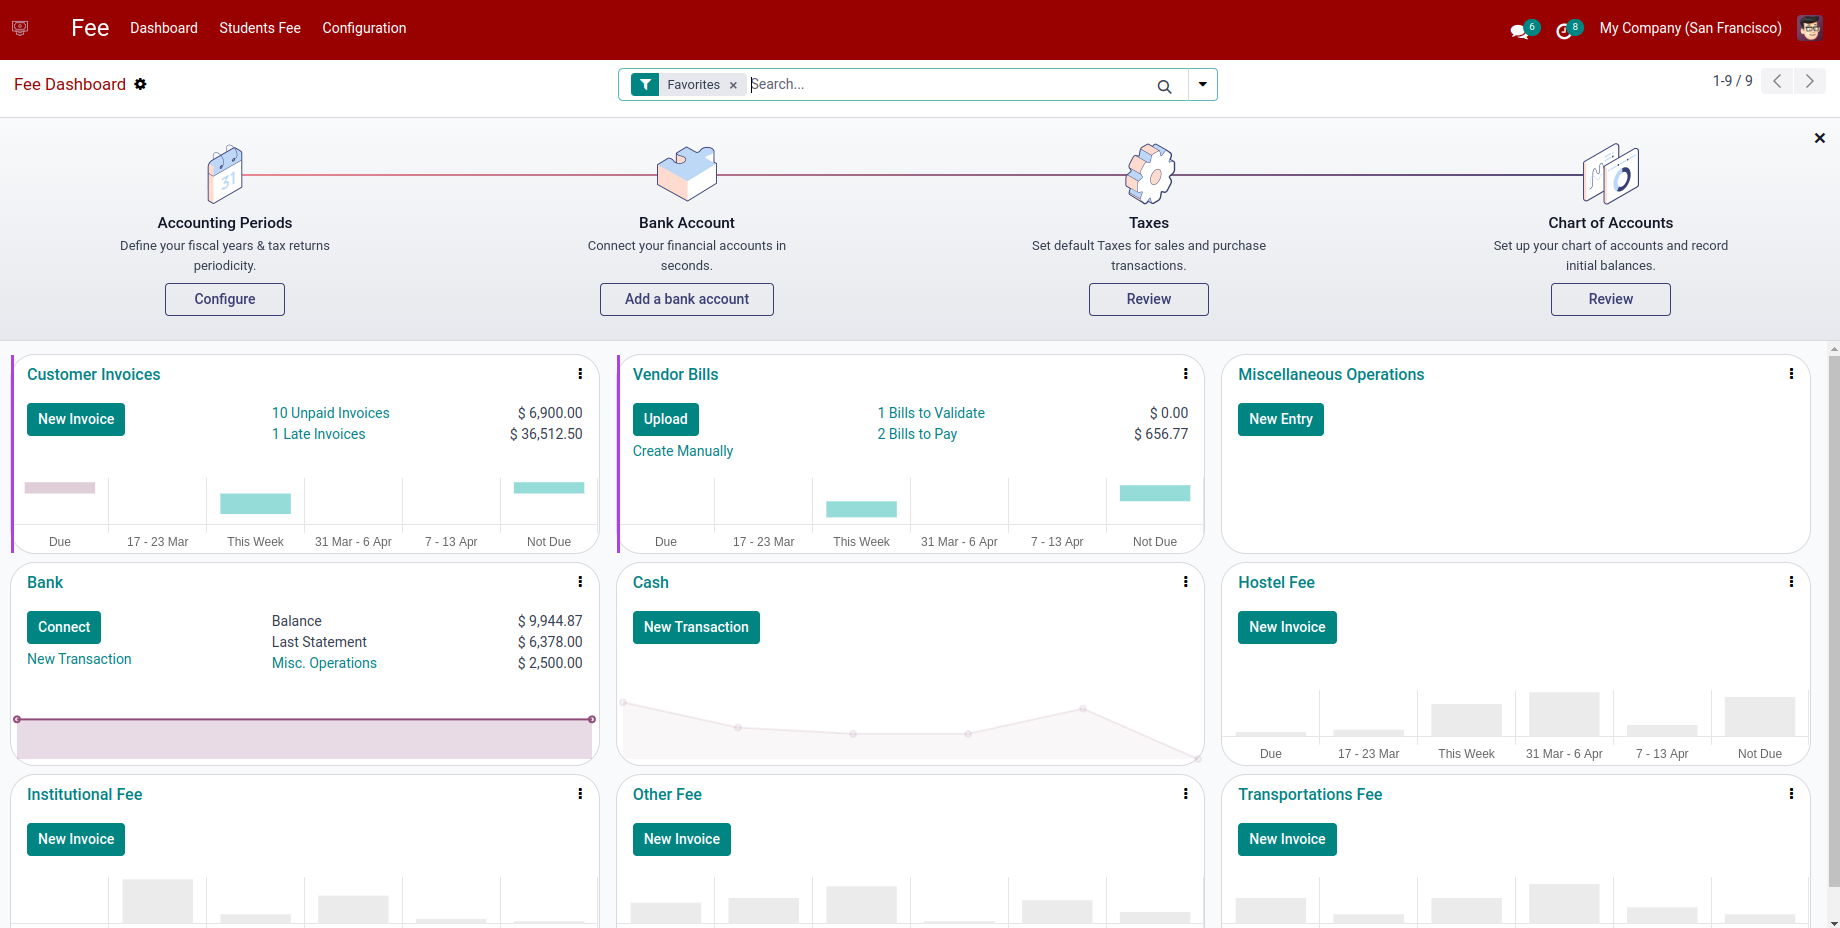 Fee
Dashboard
Students Fee
Configuration
6
8
My Company (San Francisco)
Fee Dashboard
Favorites ×
Search...
1-9 / 9
31
Accounting Periods
Define your fiscal years & tax returns
periodicity.
Configure
Bank Account
Connect your financial accounts in
seconds.
Add a bank account
Taxes
Set default Taxes for sales and purchase
transactions.
Review
Chart of Accounts
Set up your chart of accounts and record
initial balances.
Review
Customer Invoices
New Invoice
10 Unpaid Invoices $ 6,900.00
1 Late Invoices $ 36,512.50
Due 17 - 23 Mar This Week 31 Mar - 6 Apr 7 - 13 Apr Not Due
Vendor Bills
Upload
Create Manually
1 Bills to Validate $ 0.00
2 Bills to Pay $ 656.77
Due 17 - 23 Mar This Week 31 Mar - 6 Apr 7 - 13 Apr Not Due
Miscellaneous Operations
New Entry
Bank
Connect
New Transaction
Balance $ 9,944.87
Last Statement $ 6,378.00
Misc. Operations $ 2,500.00
Cash
New Transaction
Hostel Fee
New Invoice
Due 17 - 23 Mar This Week 31 Mar - 6 Apr 7 - 13 Apr Not Due
Institutional Fee
New Invoice
Other Fee
New Invoice
Transportations Fee
New Invoice